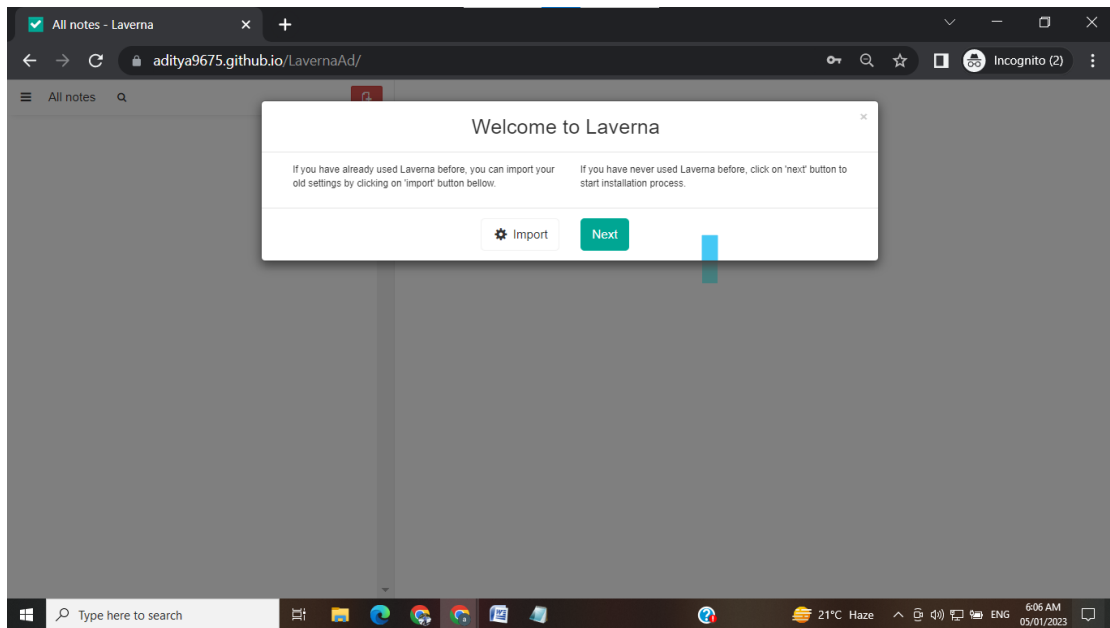 All notes - Laverna
aditya9675.github.io/LavernaAd/
Incognito (2)
All notes
Welcome to Laverna
If you have already used Laverna before, you can import your
old settings by clicking on 'import' button bellow.
If you have never used Laverna before, click on 'next' button to
start installation process.
Import
Next
Type here to search
21°C Haze
ENG
6:06 AM
05/01/2023